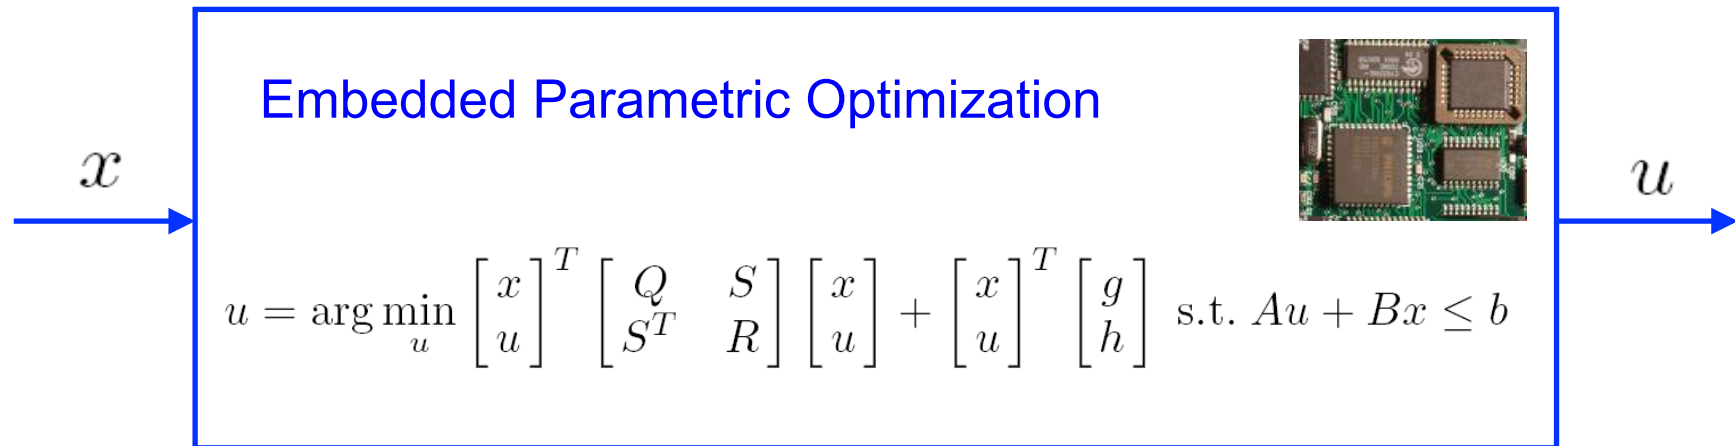 Embedded Parametric Optimization
x
u
u = arg min_u [x u]^T [Q S S^T R] [x u] + [x u]^T [g h] s.t. Au + Bx ≤ b